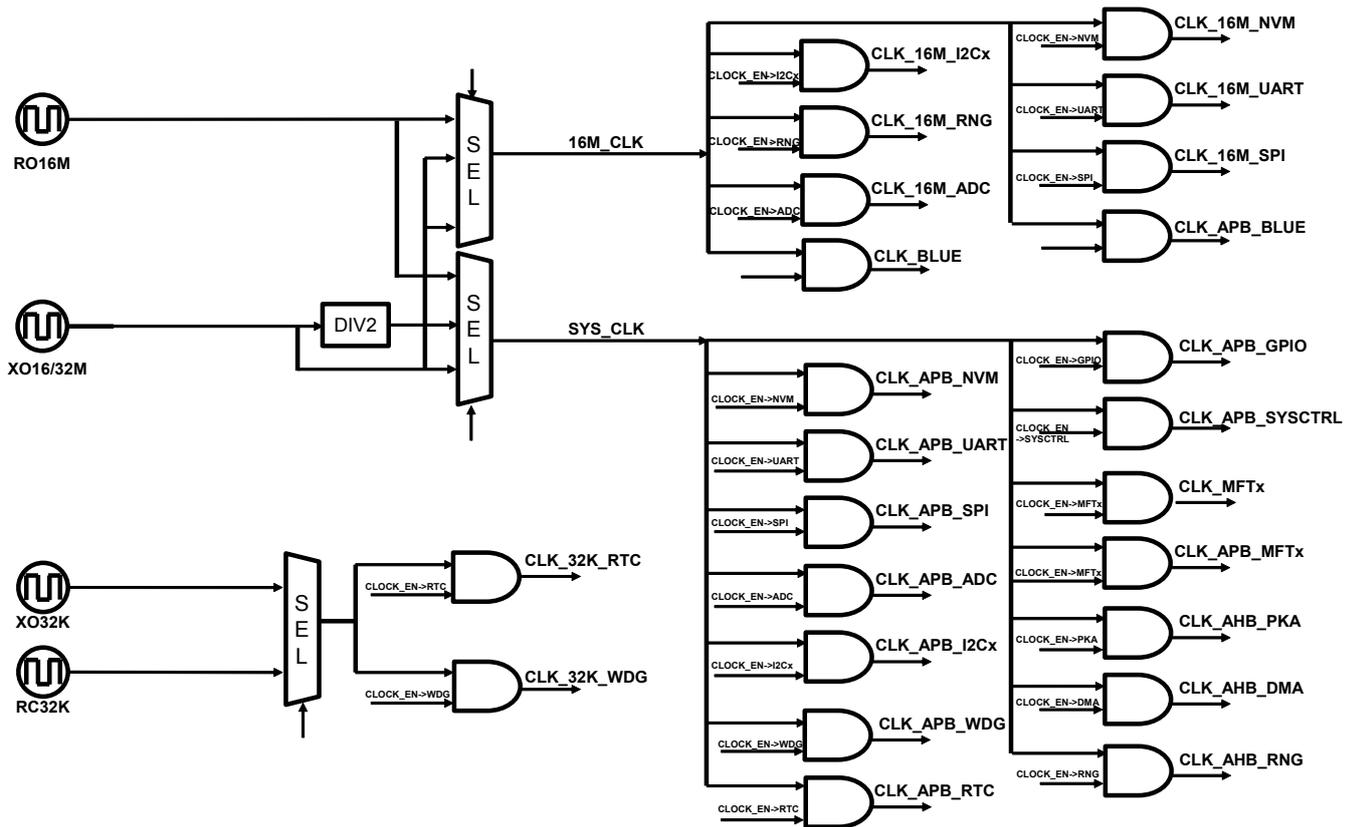 RO16M
XO16/32M
DIV2
S
E
L
S
E
L
16M_CLK
SYS_CLK
CLOCK_EN->I2Cx
CLK_16M_I2Cx
CLOCK_EN->RNG
CLK_16M_RNG
CLOCK_EN->ADC
CLK_16M_ADC
CLK_BLUE
CLOCK_EN->NVM
CLK_16M_NVM
CLOCK_EN->UART
CLK_16M_UART
CLOCK_EN->SPI
CLK_16M_SPI
CLK_APB_BLUE
CLOCK_EN->NVM
CLK_APB_NVM
CLOCK_EN->UART
CLK_APB_UART
CLOCK_EN->SPI
CLK_APB_SPI
CLOCK_EN->ADC
CLK_APB_ADC
CLOCK_EN->I2Cx
CLK_APB_I2Cx
CLOCK_EN->WDG
CLK_APB_WDG
CLOCK_EN->RTC
CLK_APB_RTC
CLOCK_EN->GPIO
CLK_APB_GPIO
CLOCK_EN
->SYSCTRL
CLK_APB_SYSCTRL
CLOCK_EN->MFTx
CLK_MFTx
CLOCK_EN->MFTx
CLK_APB_MFTx
CLOCK_EN->PKA
CLK_AHB_PKA
CLOCK_EN->DMA
CLK_AHB_DMA
CLOCK_EN->RNG
CLK_AHB_RNG
XO32K
RC32K
S
E
L
CLOCK_EN->RTC
CLK_32K_RTC
CLOCK_EN->WDG
CLK_32K_WDG